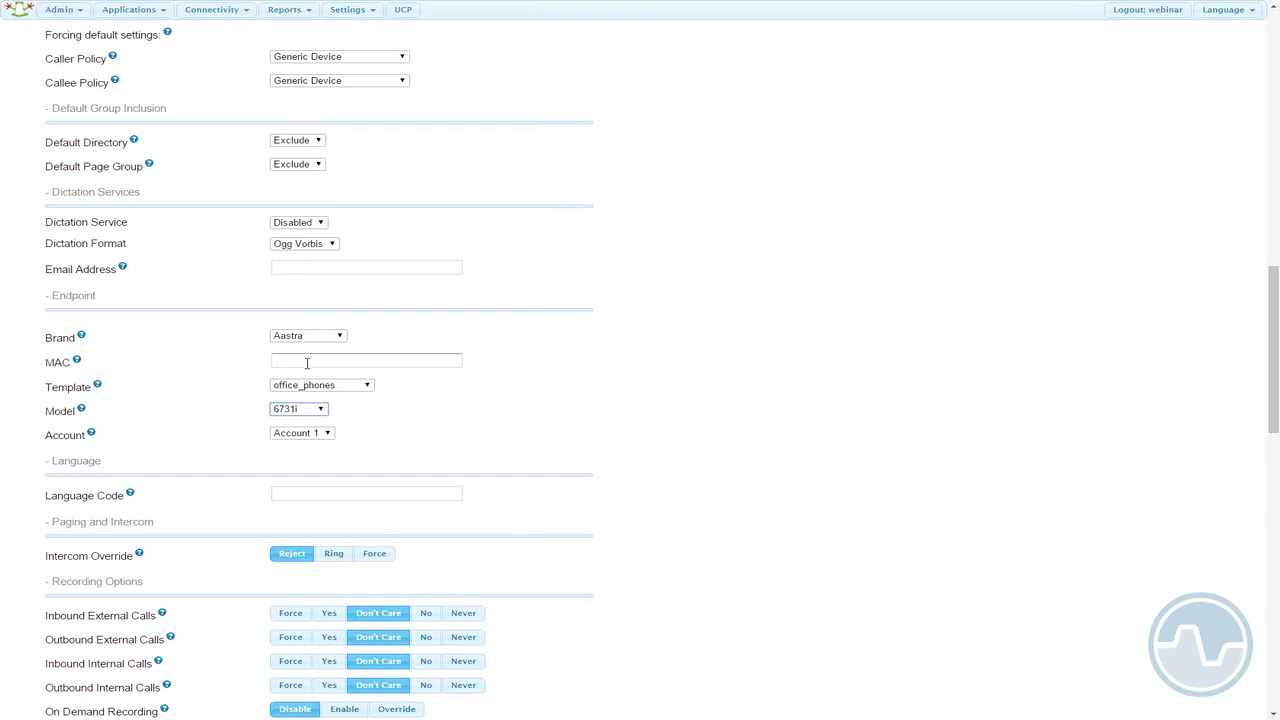 Admin Applications Connectivity Reports Settings UCP Logout: webinar Language
Forcing default settings:
Caller Policy Generic Device
Callee Policy Generic Device
- Default Group Inclusion
Default Directory Exclude
Default Page Group Exclude
- Dictation Services
Dictation Service Disabled
Dictation Format Ogg Vorbis
Email Address
- Endpoint
Brand Aastra
MAC
Template office_phones
Model 6731i
Account Account 1
- Language
Language Code
- Paging and Intercom
Intercom Override Reject Ring Force
- Recording Options
Inbound External Calls Force Yes Don't Care No Never
Outbound External Calls Force Yes Don't Care No Never
Inbound Internal Calls Force Yes Don't Care No Never
Outbound Internal Calls Force Yes Don't Care No Never
On Demand Recording Disable Enable Override